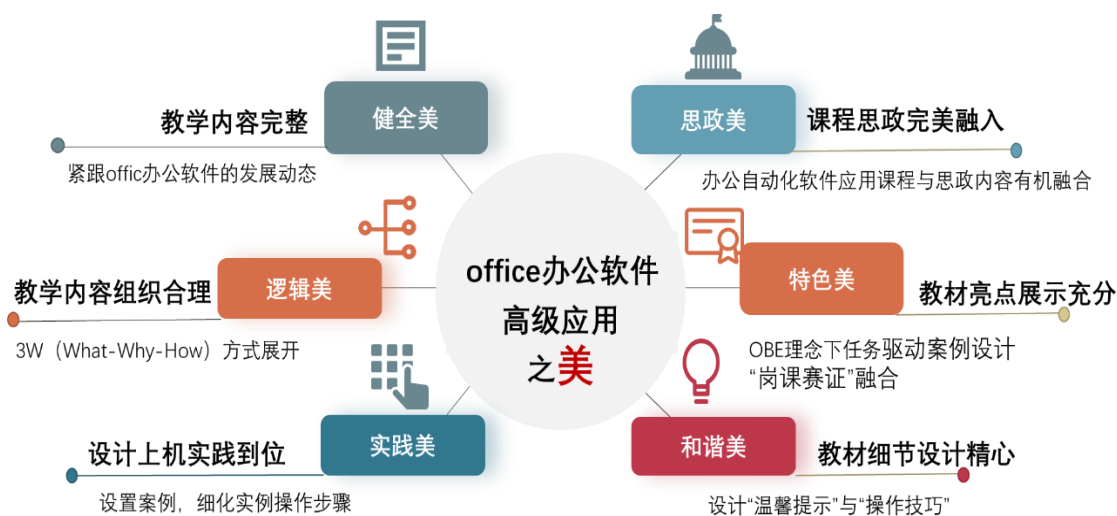 健全美
教学内容完整
紧跟offic办公软件的发展动态
逻辑美
教学内容组织合理
3W（What-Why-How）方式展开
实践美
设计上机实践到位
设置案例，细化实例操作步骤
office办公软件
高级应用
之美
思政美
课程思政完美融入
办公自动化软件应用课程与思政内容有机融合
特色美
教材亮点展示充分
OBE理念下任务驱动案例设计
“岗课赛证”融合
和谐美
教材细节设计精心
设计“温馨提示”与“操作技巧”